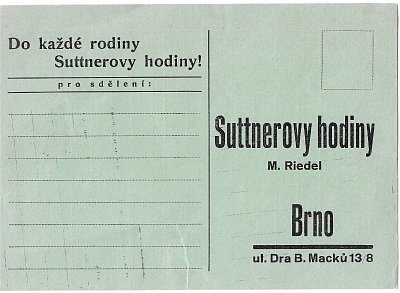 Do každé rodiny
Suttnerovy hodiny!
pro sdělení:
Suttnerovy hodiny
M. Riedel
Brno
ul. Dra B. Macků 13/8